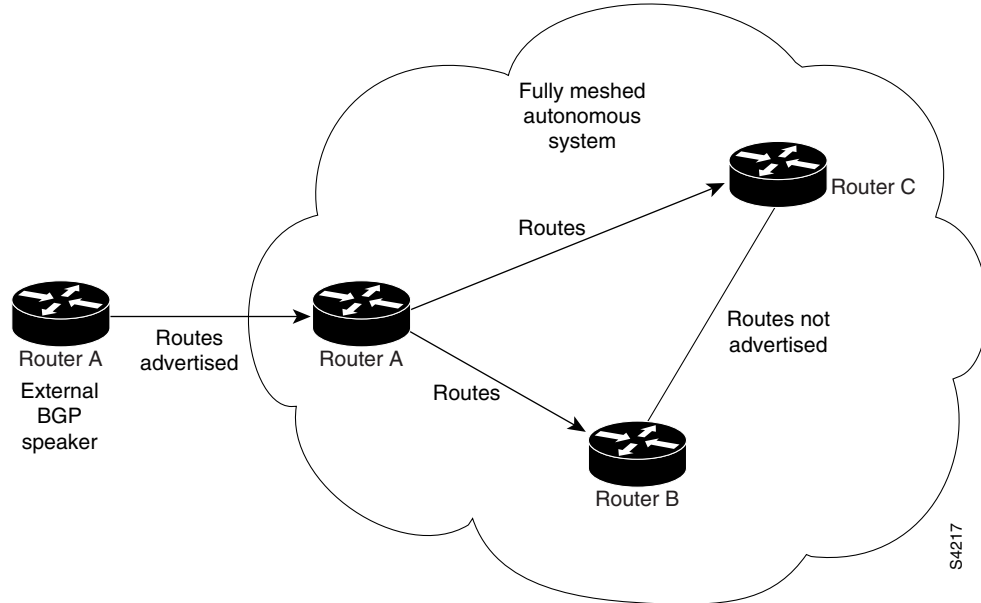 Fully meshed
autonomous
system
Router C
Routes
Routes
advertised
Router A
External
BGP
speaker
Router A
Routes not
advertised
Routes
Router B
S4217